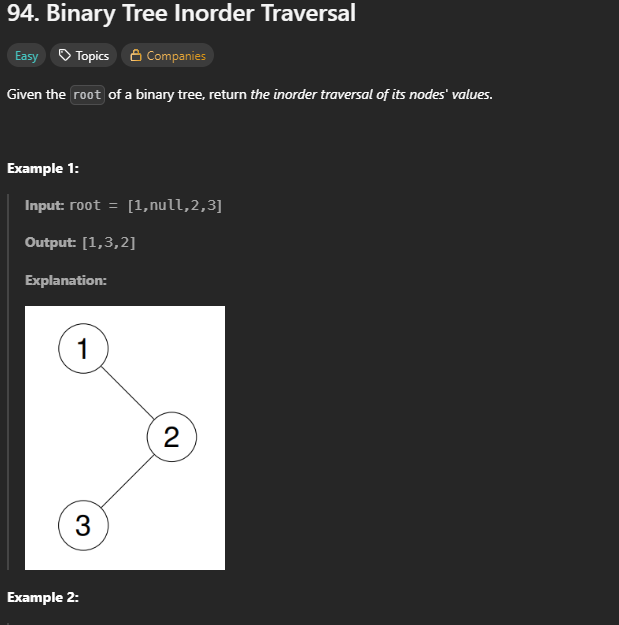 94. Binary Tree Inorder Traversal
Easy Topics Companies
Given the root of a binary tree, return the inorder traversal of its nodes' values.
Example 1:
Input: root = [1,null,2,3]
Output: [1,3,2]
Explanation:
1
2
3
Example 2: